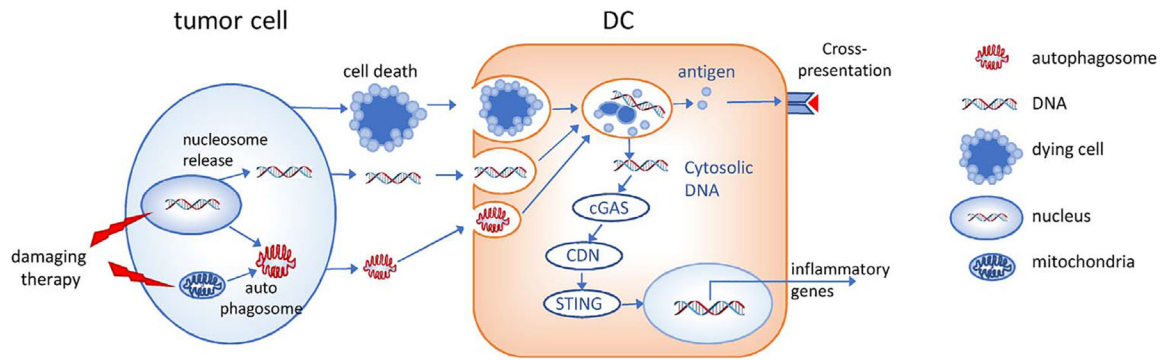 tumor cell
DC
cell death
nucleosome
release
damaging
therapy
auto
phagosome
antigen
Cross-
presentation
Cytosolic
DNA
cGAS
CDN
STING
inflammatory
genes
autophagosome
DNA
dying cell
nucleus
mitochondria